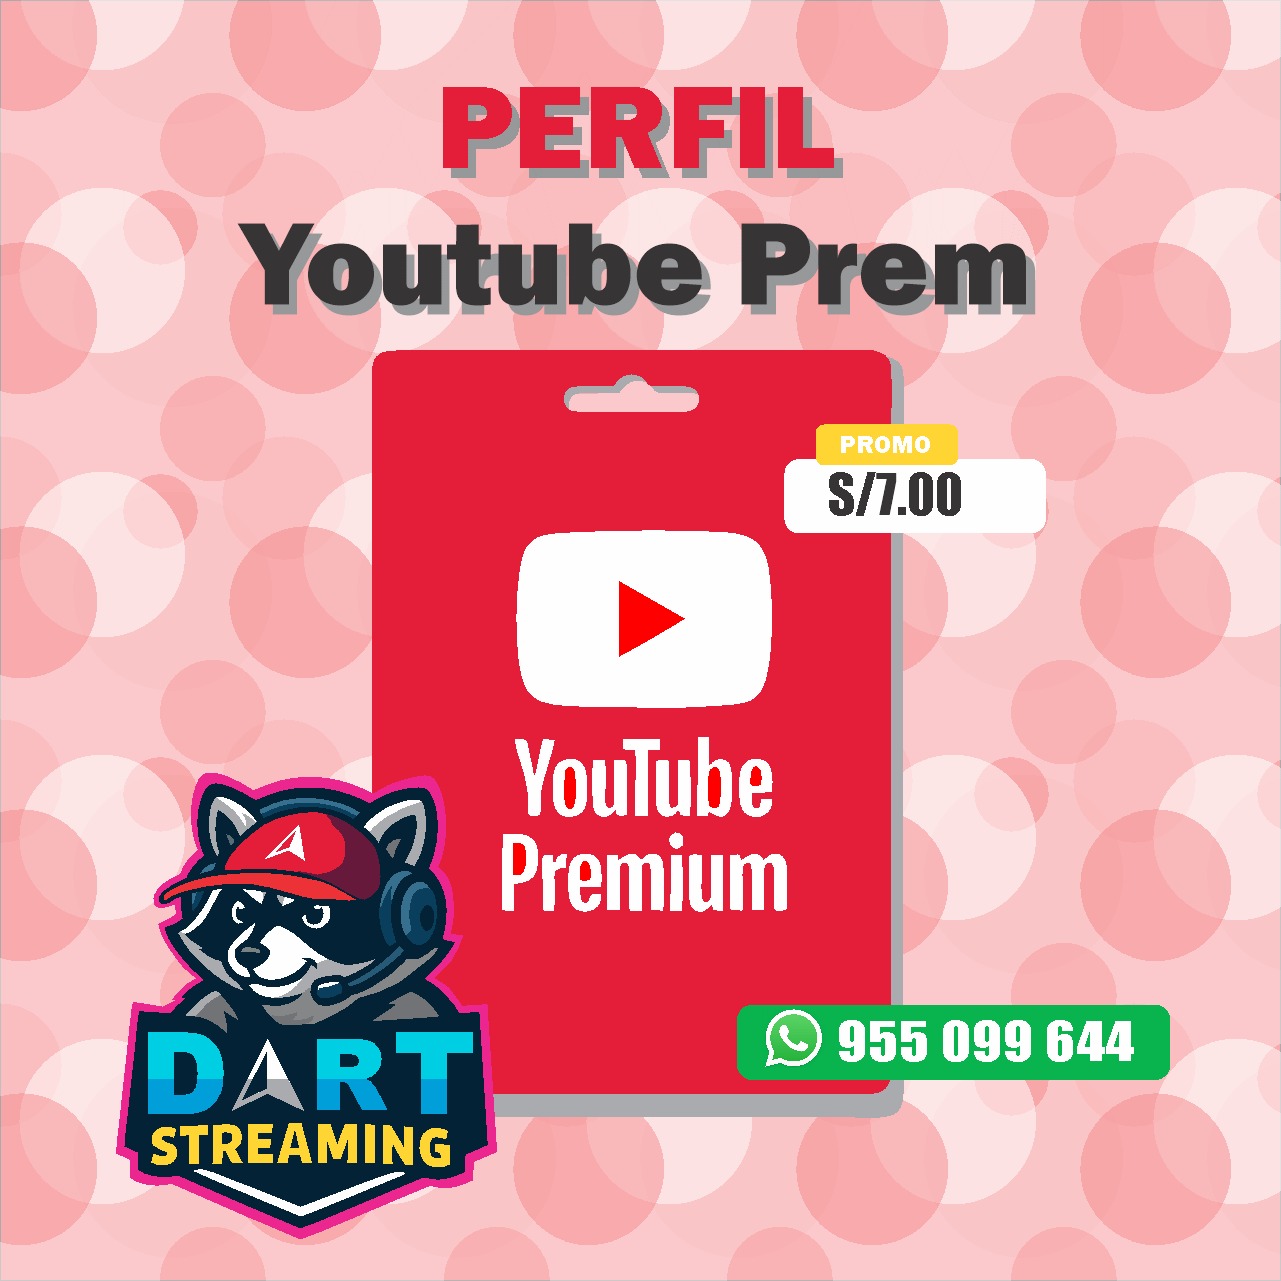 PERFIL
Youtube Prem
PROMO
S/7.00
YouTube
Premium
955 099 644
DART
STREAMING